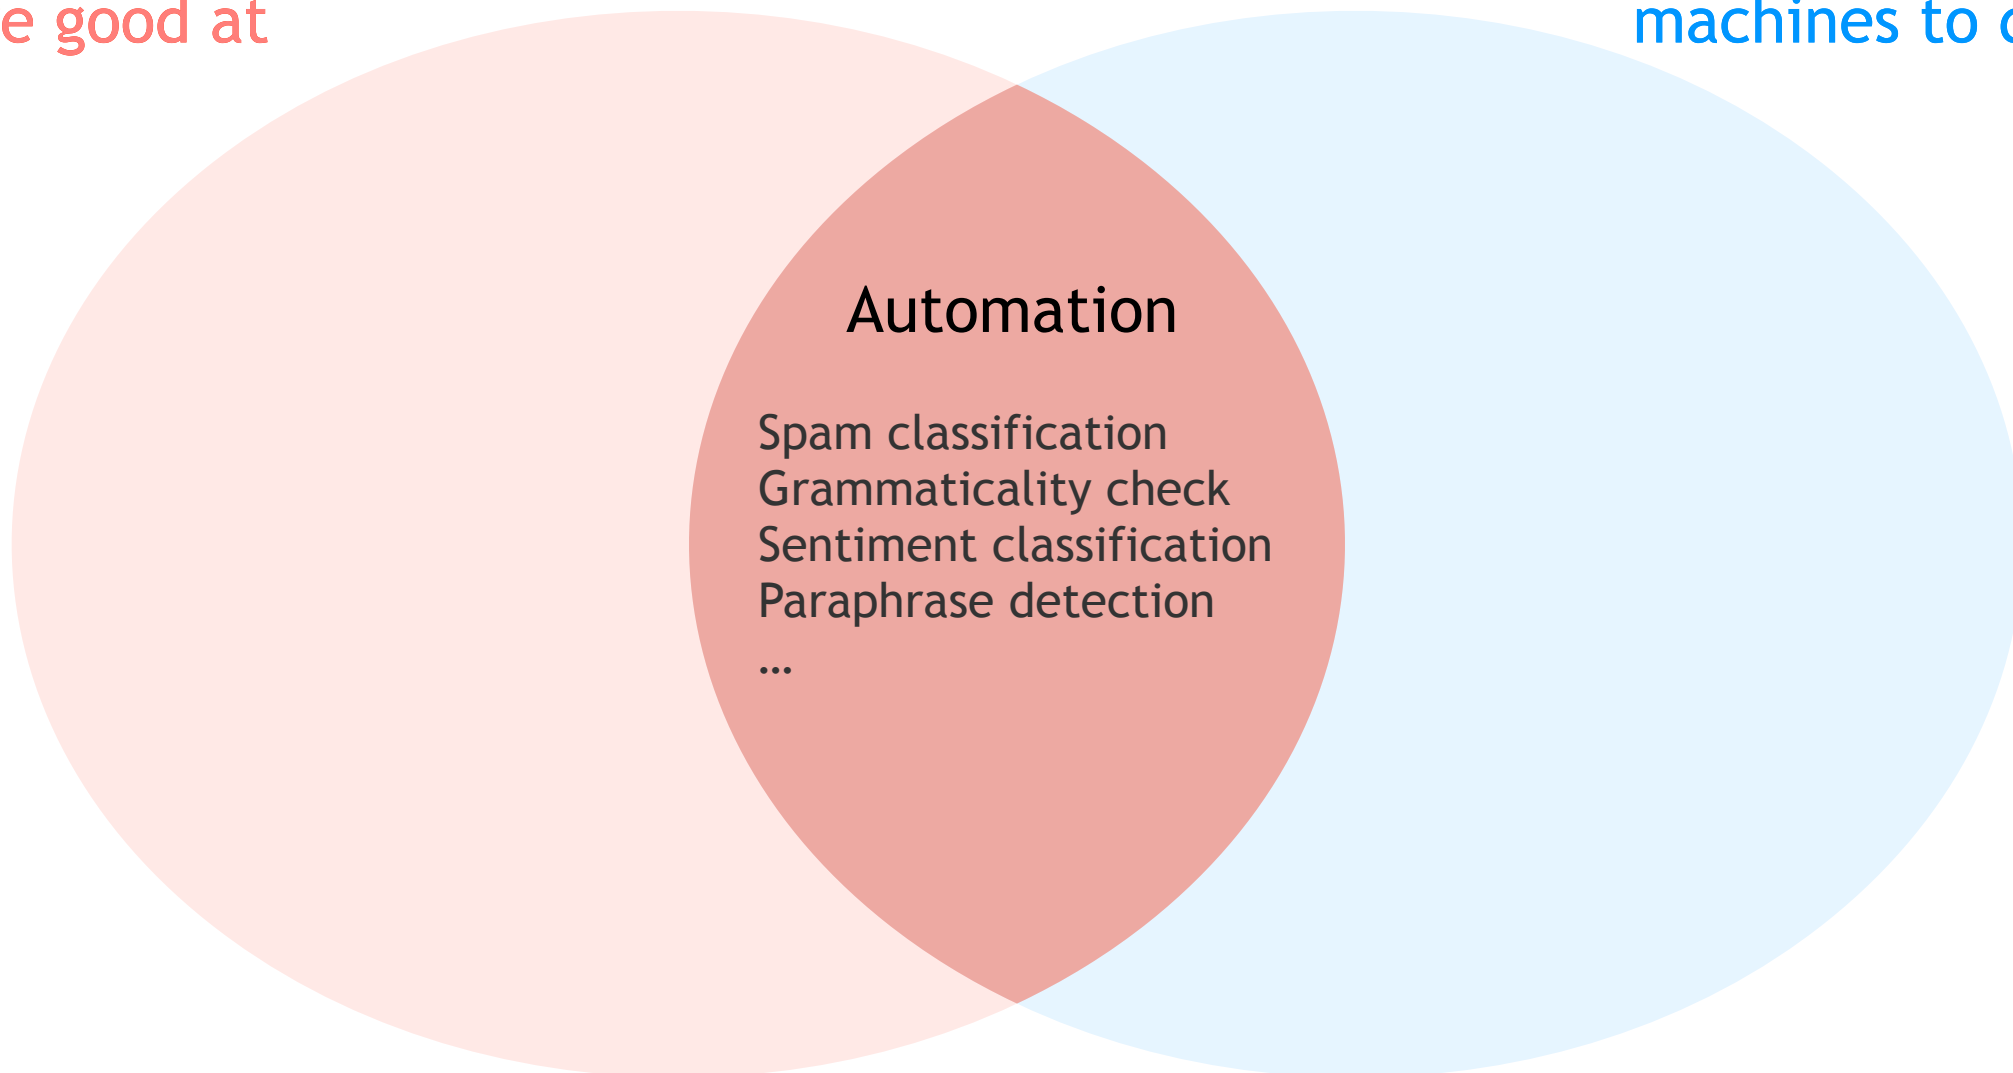 e good at
machines to
Automation
Spam classification
Grammaticality check
Sentiment classification
Paraphrase detection
…